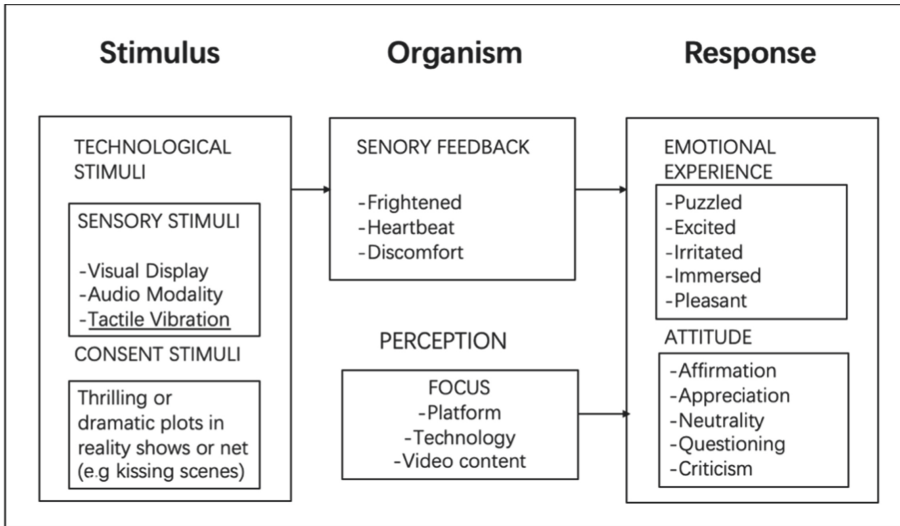 Stimulus
Organism
Response
TECHNOLOGICAL
STIMULI
SENSORY STIMULI
-Visual Display
-Audio Modality
-Tactile Vibration
CONSENT STIMULI
Thrilling or
dramatic plots in
reality shows or net
(e.g kissing scenes)
SENORY FEEDBACK
-Frightened
-Heartbeat
-Discomfort
PERCEPTION
FOCUS
-Platform
-Technology
-Video content
EMOTIONAL
EXPERIENCE
-Puzzled
-Excited
-Irritated
-Immersed
-Pleasant
ATTITUDE
-Affirmation
-Appreciation
-Neutrality
-Questioning
-Criticism